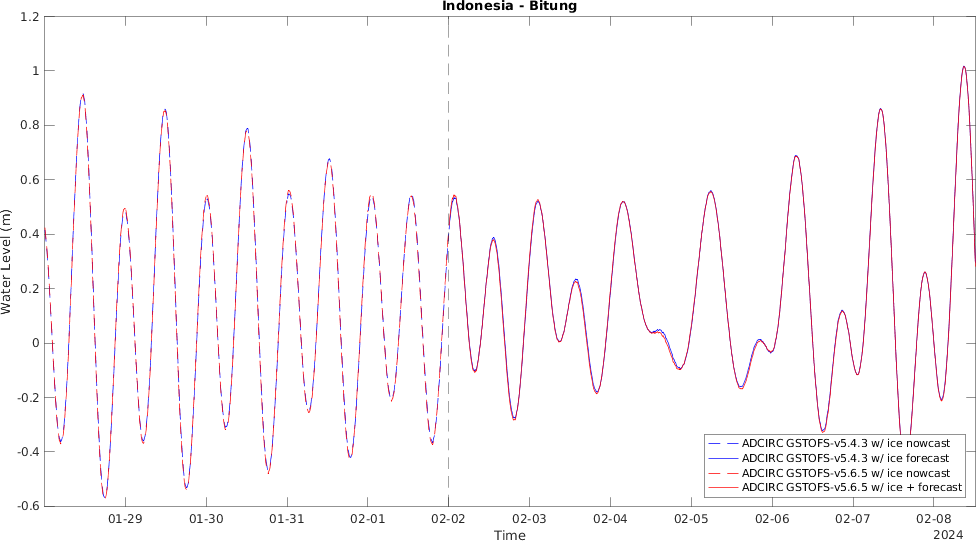 Indonesia - Bitung
1.2
1
0.8
0.6
0.4
0.2
0
-0.2
-0.4
-0.6
Water Level (m)
ADCIRC GSTOFS-v5.4.3 w/ ice nowcast
ADCIRC GSTOFS-v5.4.3 w/ ice forecast
ADCIRC GSTOFS-v5.6.5 w/ ice nowcast
ADCIRC GSTOFS-v5.6.5 w/ ice + forecast
01-29 01-30 01-31 02-01 02-02 02-03 02-04 02-05 02-06 02-07 02-08
Time 2024